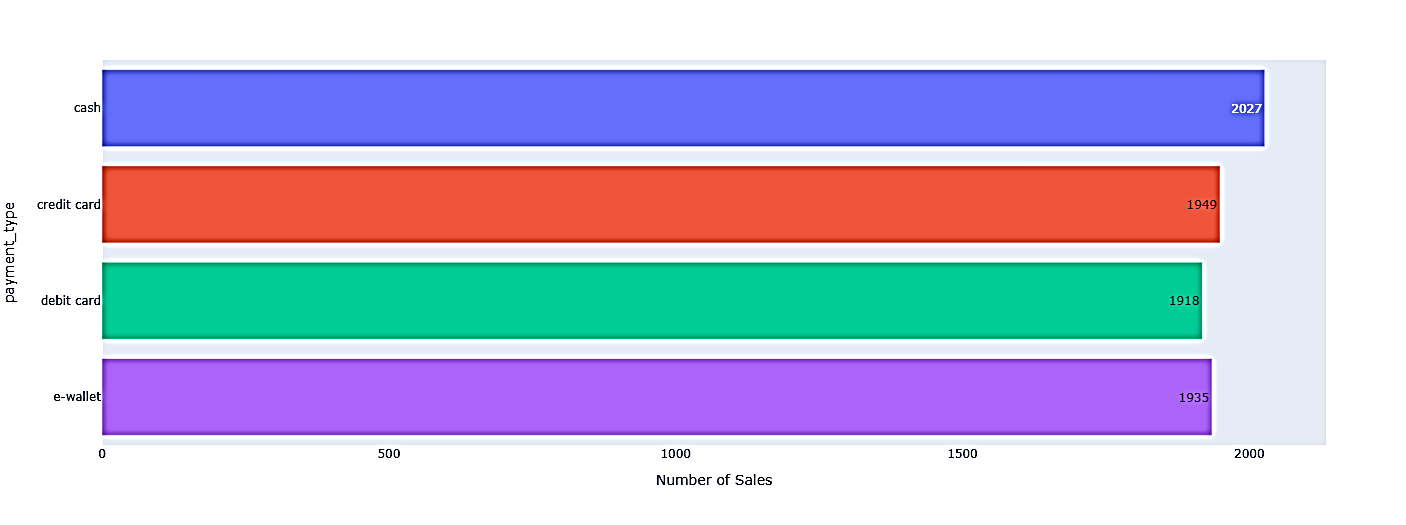 payment_type
cash
2027
credit card
1949
debit card
1918
e-wallet
1935
0 500 1000 1500 2000
Number of Sales